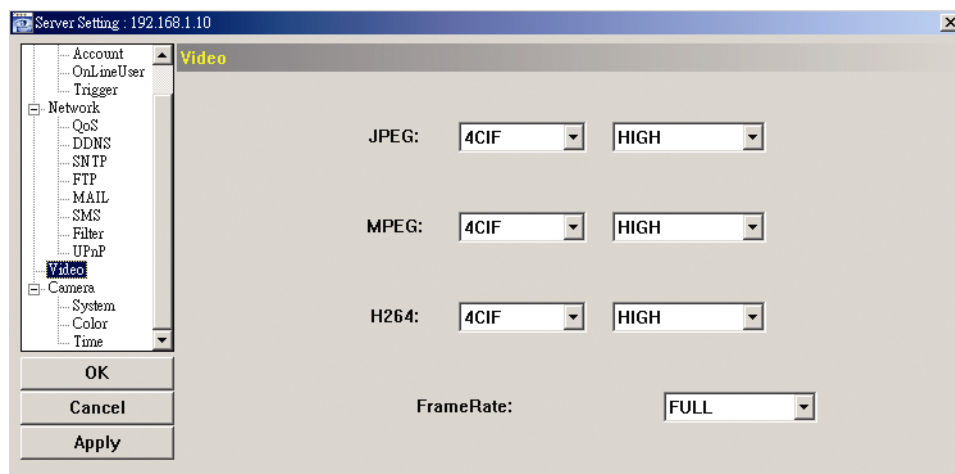 Server Setting : 192.168.1.10
Account
OnLineUser
Trigger
Network
QoS
DDNS
SNTP
FTP
MAIL
SMS
Filter
UPnP
Video
Camera
System
Color
Time
OK
Cancel
Apply
Video
JPEG: 4CIF HIGH
MPEG: 4CIF HIGH
H264: 4CIF HIGH
FrameRate: FULL